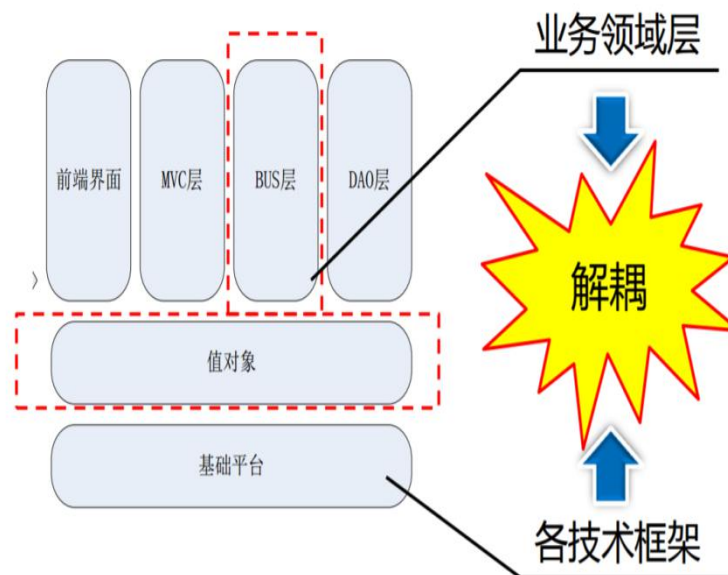 业务领域层
前端界面
MVC层
BUS层
DAO层
解耦
值对象
基础平台
各技术框架